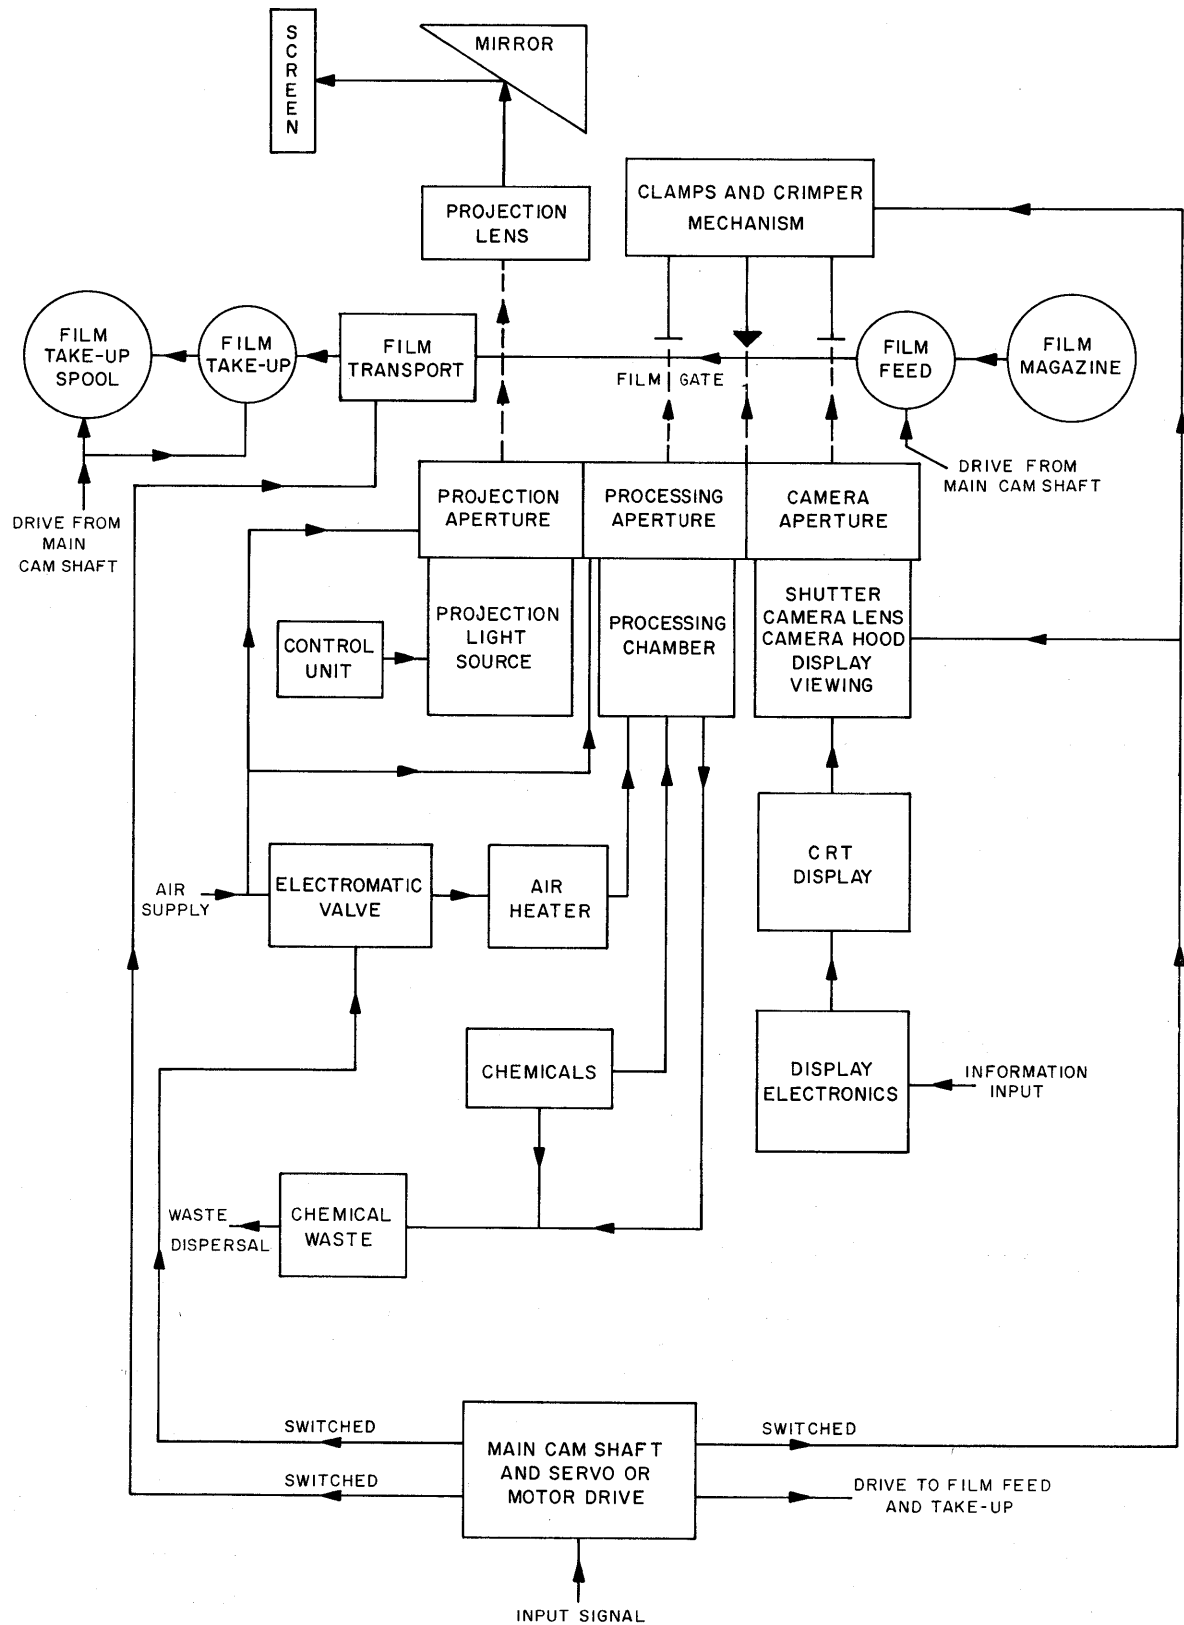 SCREEN
MIRROR
PROJECTION
LENS
CLAMPS AND CRIMPER
MECHANISM
FILM
TAKE-UP
SPOOL
FILM
TAKE-UP
FILM
TRANSPORT
FILM GATE
FILM
FEED
FILM
MAGAZINE
DRIVE FROM
MAIN CAM SHAFT
DRIVE FROM
MAIN
CAM SHAFT
PROJECTION
APERTURE
PROCESSING
APERTURE
CAMERA
APERTURE
CONTROL
UNIT
PROJECTION
LIGHT
SOURCE
PROCESSING
CHAMBER
SHUTTER
CAMERA LENS
CAMERA HOOD
DISPLAY
VIEWING
AIR
SUPPLY
ELECTROMATIC
VALVE
AIR
HEATER
CRT
DISPLAY
CHEMICALS
DISPLAY
ELECTRONICS
INFORMATION
INPUT
WASTE
DISPERSAL
CHEMICAL
WASTE
SWITCHED
SWITCHED
MAIN CAM SHAFT
AND SERVO OR
MOTOR DRIVE
SWITCHED
DRIVE TO FILM FEED
AND TAKE-UP
INPUT SIGNAL